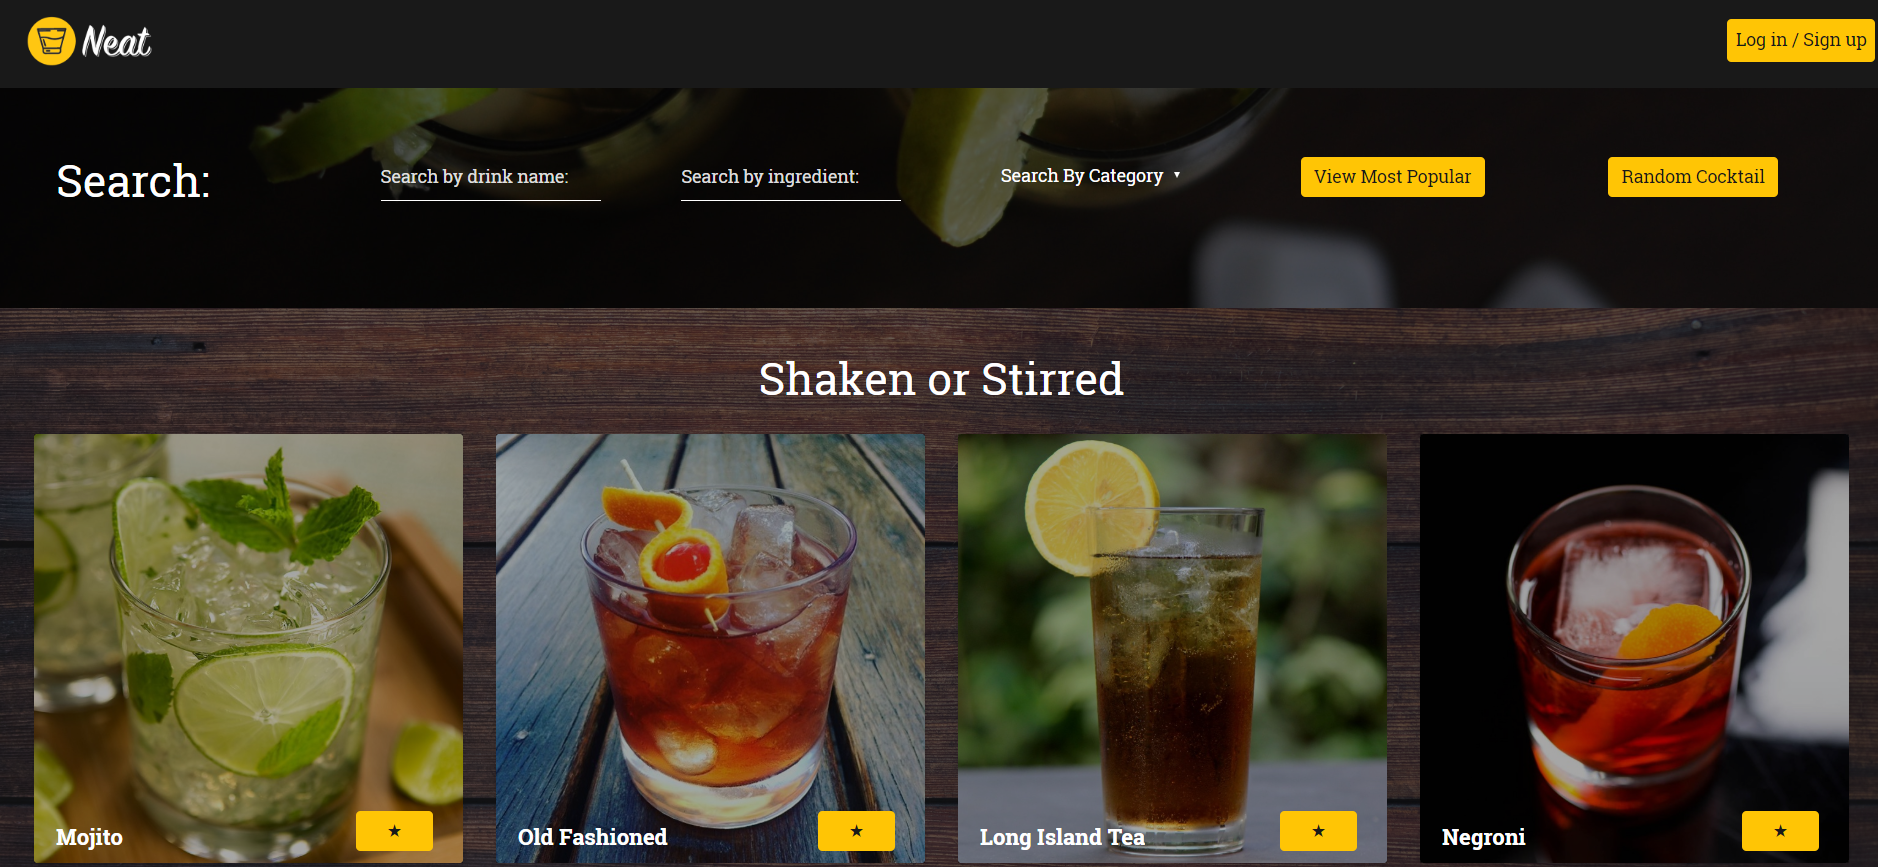 Neat
Log in / Sign up
Search:
Search by drink name:
Search by ingredient:
Search By Category ▾
View Most Popular
Random Cocktail
Shaken or Stirred
Mojito
★
Old Fashioned
★
Long Island Tea
★
Negroni
★